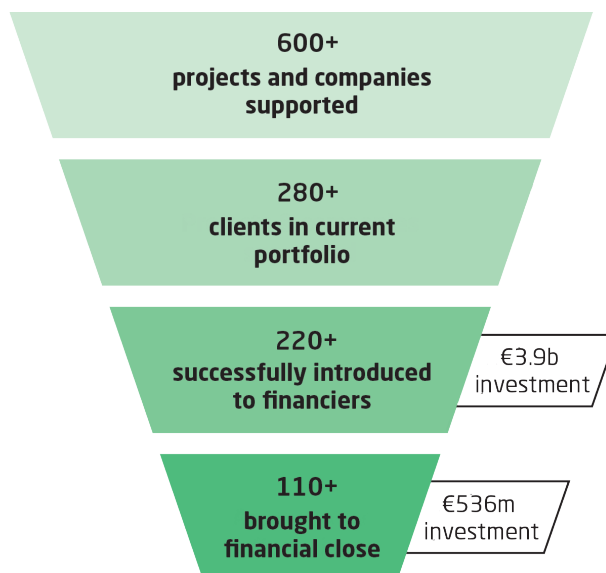 600+
projects and companies
supported
280+
clients in current
portfolio
220+
successfully introduced
to financiers
€3.9b
investment
110+
brought to
financial close
€536m
investment